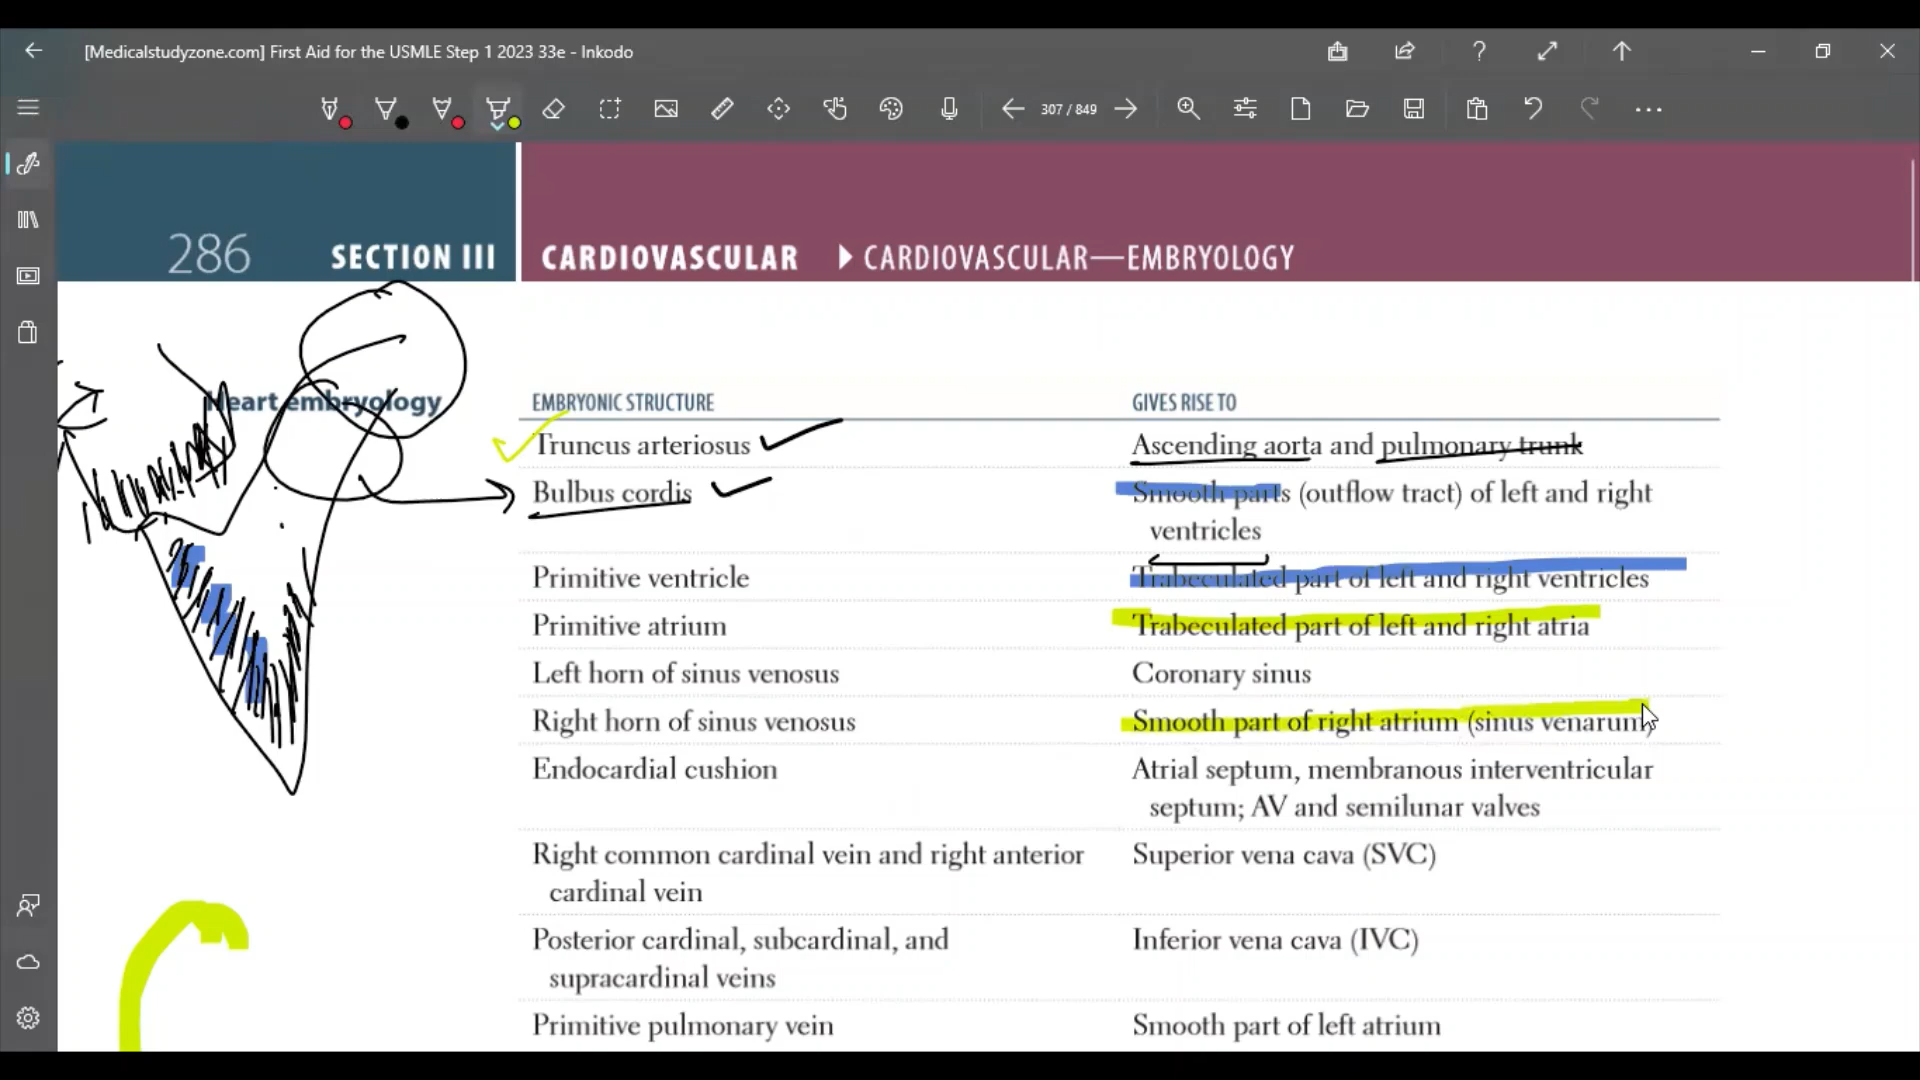 [Medicalstudyzone.com] First Aid for the USMLE Step 1 2023 33e - Inkodo
307 / 849
286 SECTION III CARDIOVASCULAR ▶ CARDIOVASCULAR—EMBRYOLOGY
Heart embryology
EMBRYONIC STRUCTURE GIVES RISE TO
Truncus arteriosus Ascending aorta and pulmonary trunk
Bulbus cordis Smooth parts (outflow tract) of left and right
ventricles
Primitive ventricle Trabeculated part of left and right ventricles
Primitive atrium Trabeculated part of left and right atria
Left horn of sinus venosus Coronary sinus
Right horn of sinus venosus Smooth part of right atrium (sinus venarum)
Endocardial cushion Atrial septum, membranous interventricular
septum; AV and semilunar valves
Right common cardinal vein and right anterior Superior vena cava (SVC)
cardinal vein
Posterior cardinal, subcardinal, and Inferior vena cava (IVC)
supracardinal veins
Primitive pulmonary vein Smooth part of left atrium